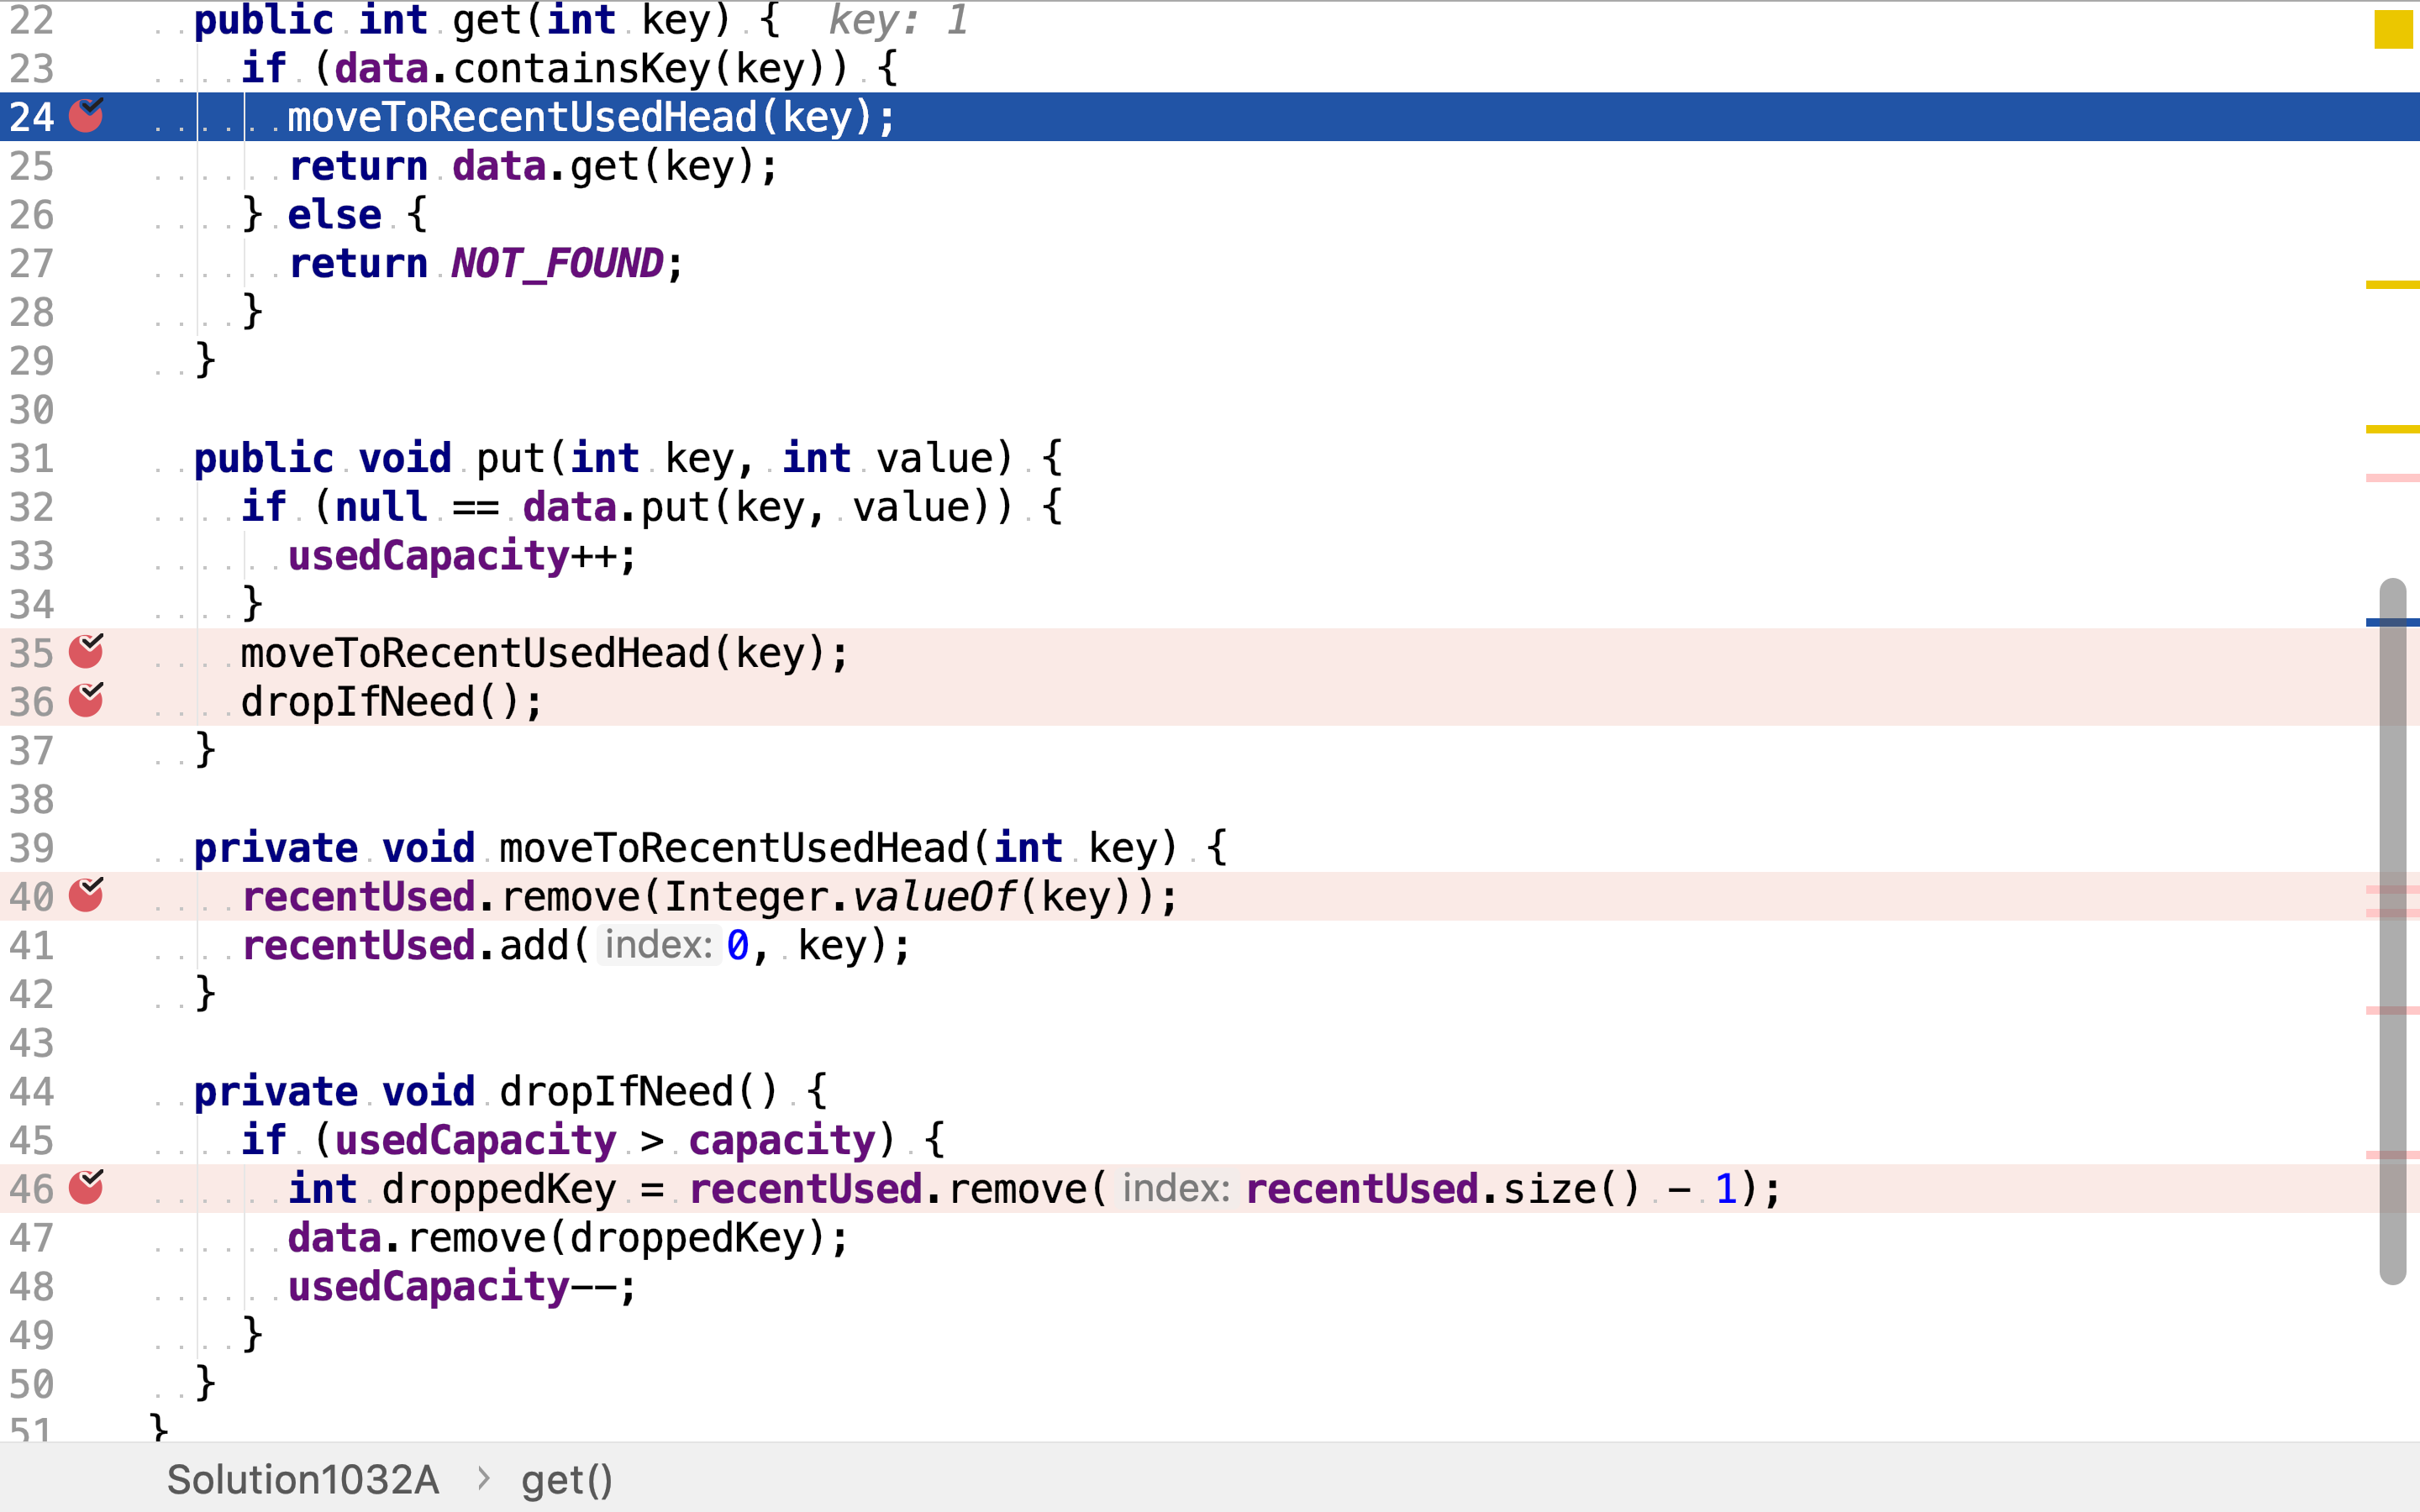 22 public int get(int key) { key: 1
23 if (data.containsKey(key)) {
24 moveToRecentUsedHead(key);
25 return data.get(key);
26 } else {
27 return NOT_FOUND;
28 }
29 }
30
31 public void put(int key, int value) {
32 if (null == data.put(key, value)) {
33 usedCapacity++;
34 }
35 moveToRecentUsedHead(key);
36 dropIfNeed();
37 }
38
39 private void moveToRecentUsedHead(int key) {
40 recentUsed.remove(Integer.valueOf(key));
41 recentUsed.add( index: 0, key);
42 }
43
44 private void dropIfNeed() {
45 if (usedCapacity > capacity) {
46 int droppedKey = recentUsed.remove( index: recentUsed.size() - 1);
47 data.remove(droppedKey);
48 usedCapacity--;
49 }
50 }
51 }
Solution1032A > get()